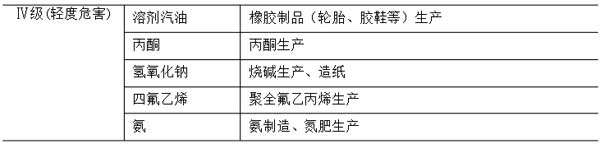 Ⅳ级(轻度危害) 溶剂汽油 橡胶制品（轮胎、胶鞋等）生产
丙酮 丙酮生产
氢氧化钠 烧碱生产、造纸
四氟乙烯 聚全氟乙丙烯生产
氨 氨制造、氮肥生产